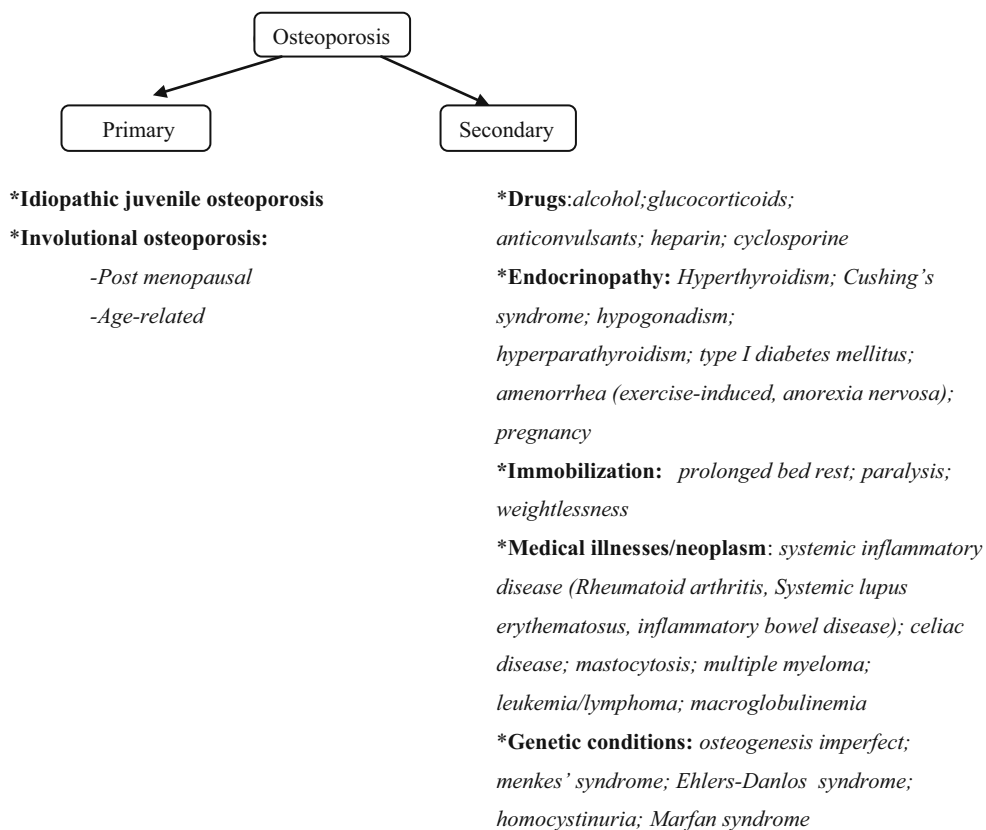 Osteoporosis
Primary
Secondary
*Idiopathic juvenile osteoporosis
*Involutional osteoporosis:
-Post menopausal
-Age-related
*Drugs:alcohol;glucocorticoids;
anticonvulsants; heparin; cyclosporine
*Endocrinopathy: Hyperthyroidism; Cushing’s
syndrome; hypogonadism;
hyperparathyroidism; type I diabetes mellitus;
amenorrhea (exercise-induced, anorexia nervosa);
pregnancy
*Immobilization: prolonged bed rest; paralysis;
weightlessness
*Medical illnesses/neoplasm: systemic inflammatory
disease (Rheumatoid arthritis, Systemic lupus
erythematosus, inflammatory bowel disease); celiac
disease; mastocytosis; multiple myeloma;
leukemia/lymphoma; macroglobulinemia
*Genetic conditions: osteogenesis imperfect;
menkes’ syndrome; Ehlers-Danlos syndrome;
homocystinuria; Marfan syndrome